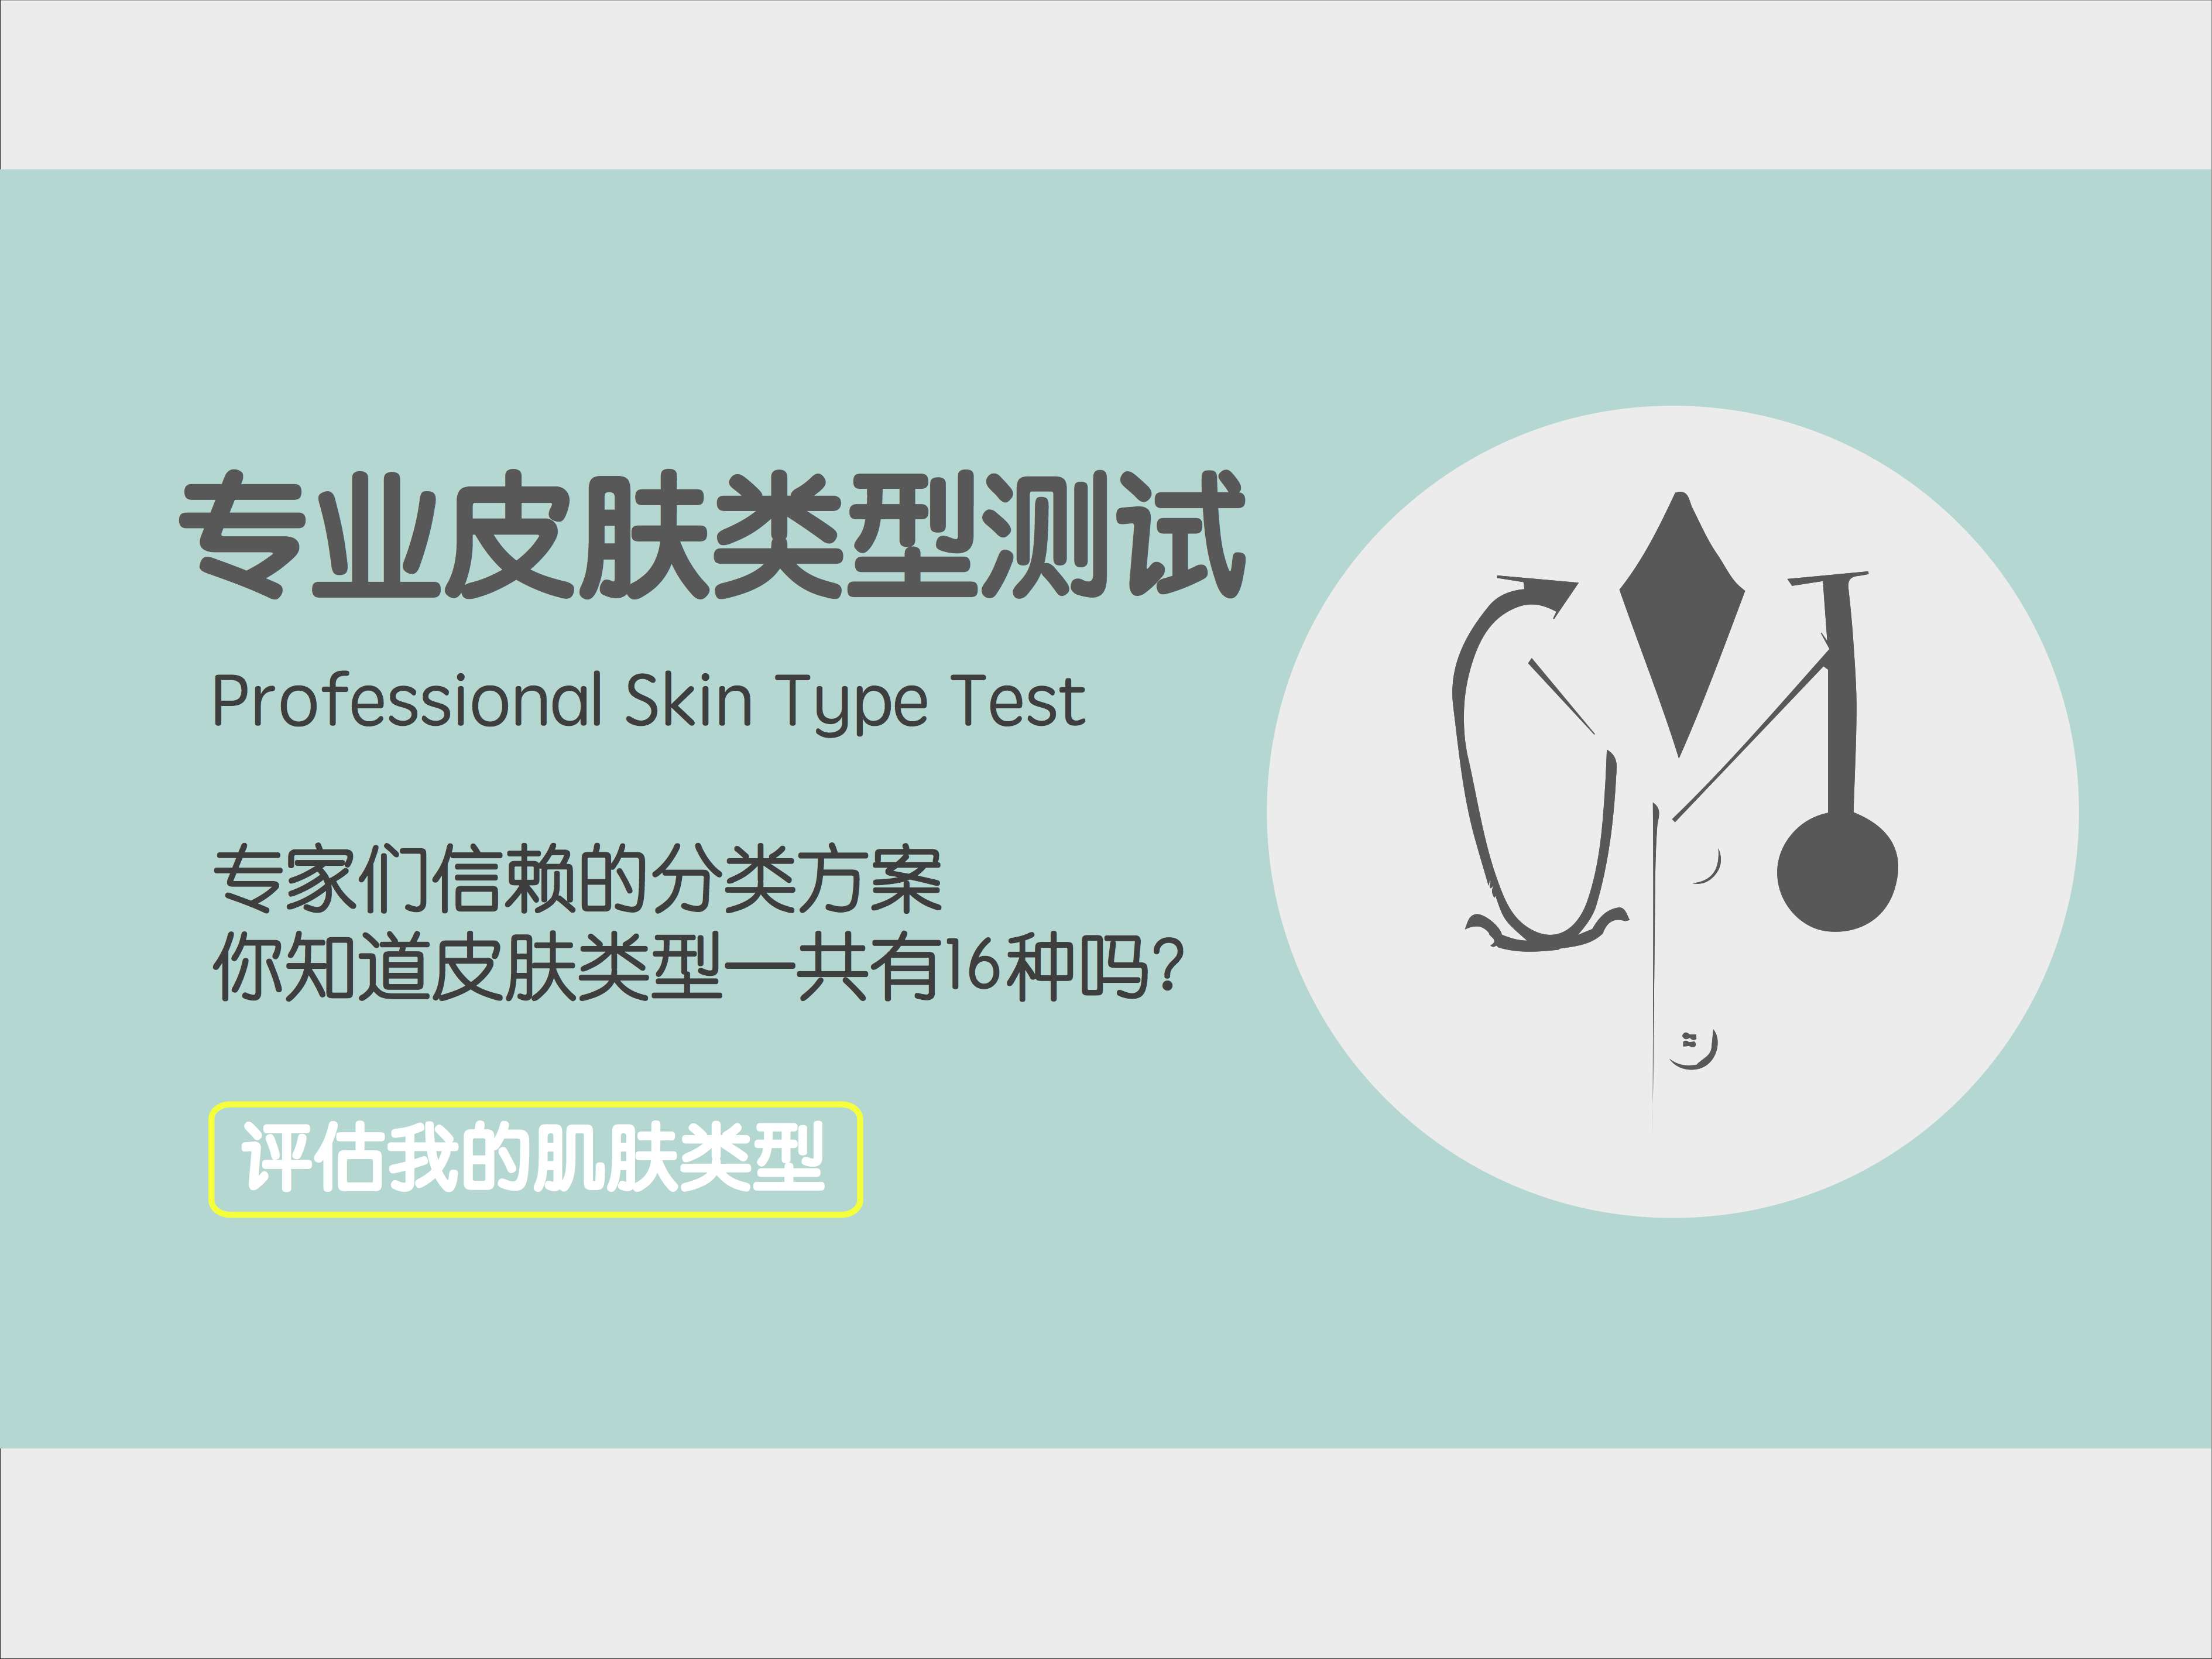 专业皮肤类型测试
Professional Skin Type Test
专家们信赖的分类方案
你知道皮肤类型一共有16种吗？
评估我的肌肤类型